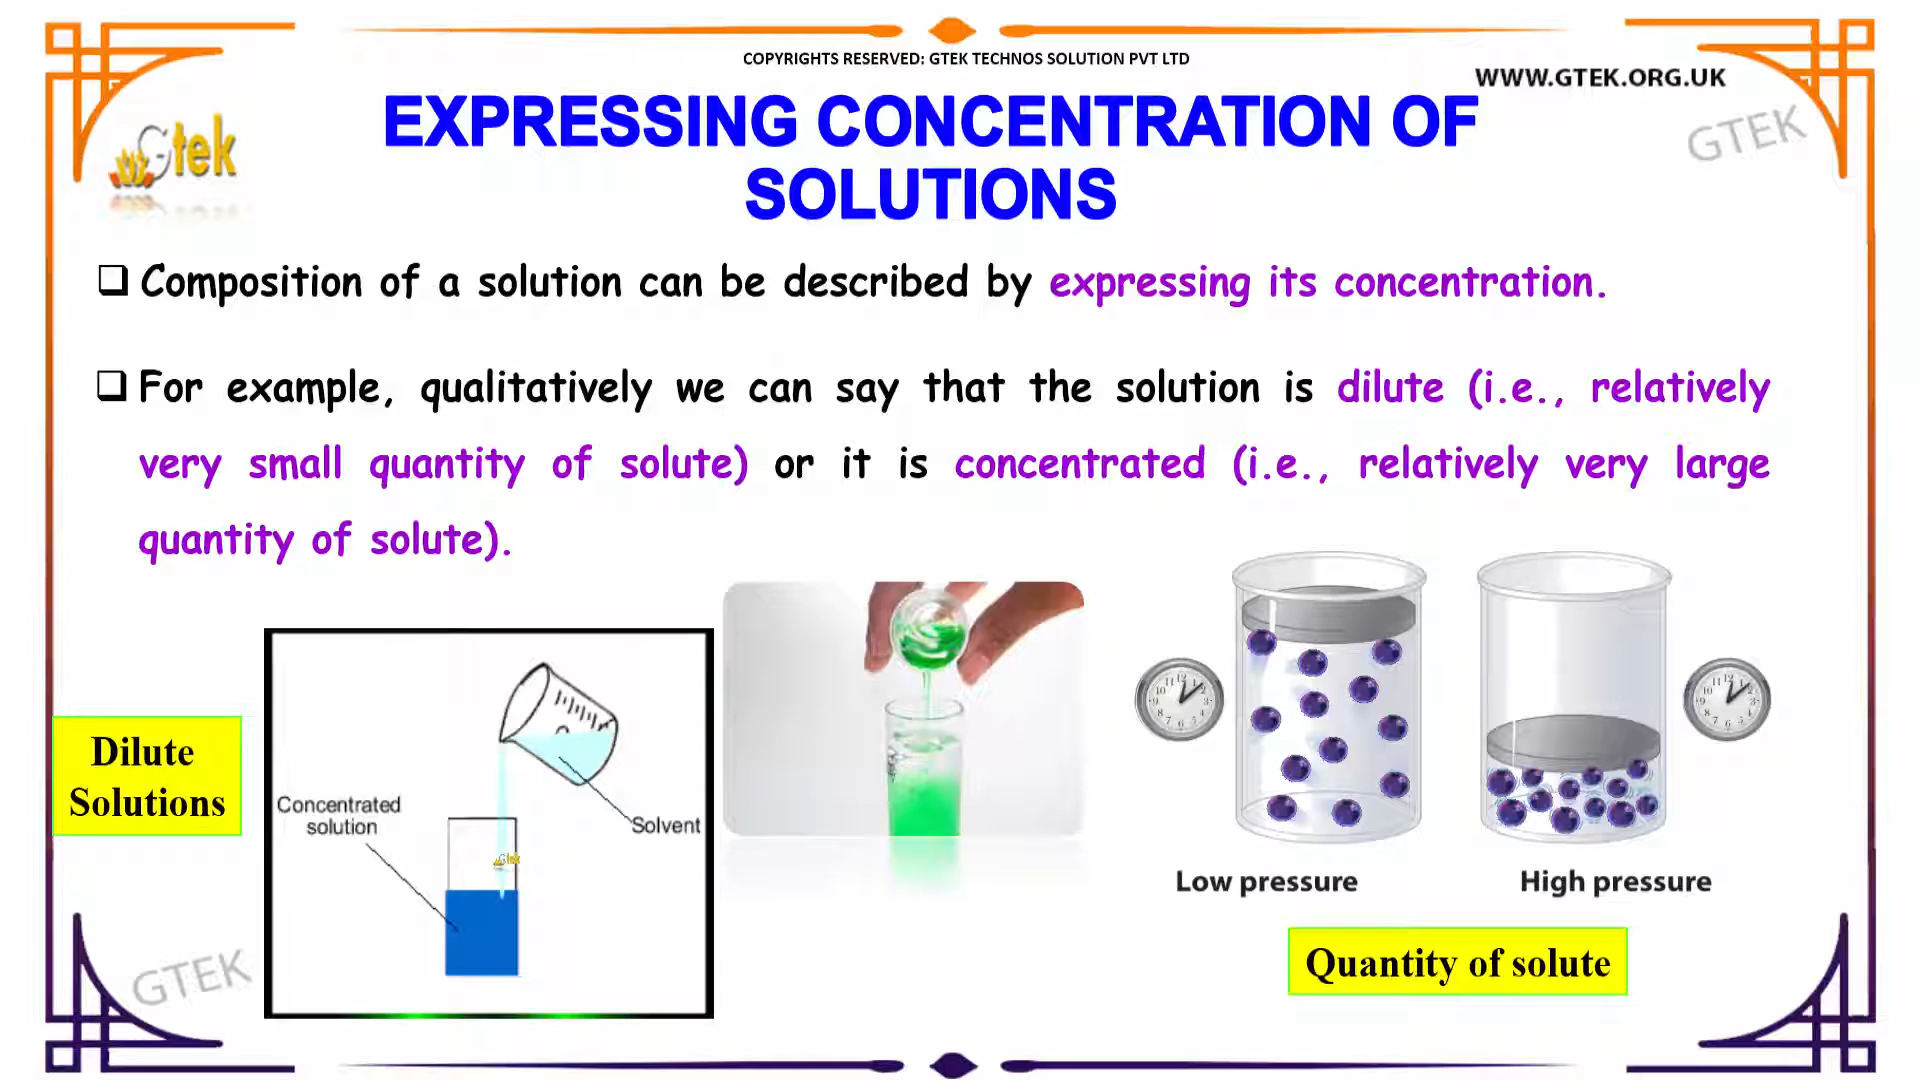 COPYRIGHTS RESERVED: GTEK TECHNOS SOLUTION PVT LTD
WWW.GTEK.ORG.UK
Gtek
GTEK
EXPRESSING CONCENTRATION OF
SOLUTIONS
❑ Composition of a solution can be described by expressing its concentration.
❑ For example, qualitatively we can say that the solution is dilute (i.e., relatively
very small quantity of solute) or it is concentrated (i.e., relatively very large
quantity of solute).
Dilute
Solutions
Concentrated
solution
Solvent
Gtek
Low pressure
High pressure
Quantity of solute
GTEK